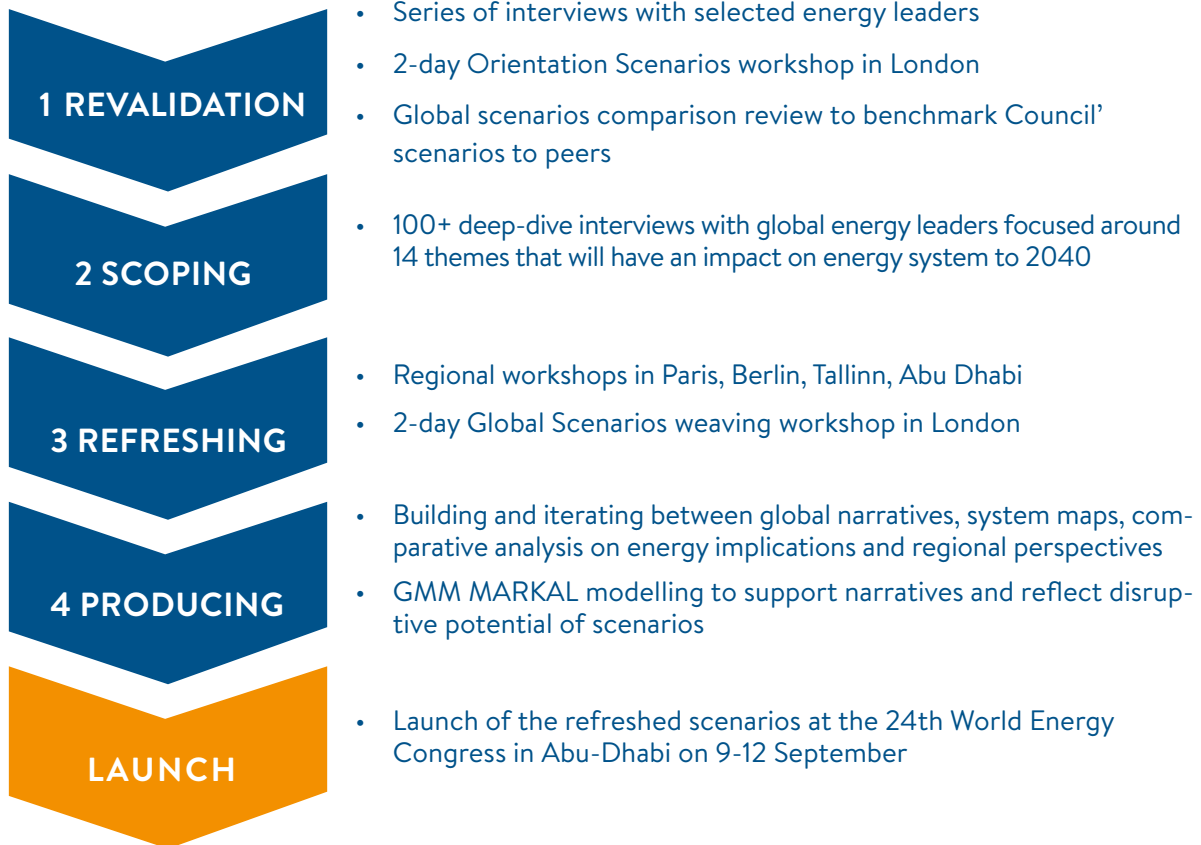 1 REVALIDATION
• Series of interviews with selected energy leaders
• 2-day Orientation Scenarios workshop in London
• Global scenarios comparison review to benchmark Council’
scenarios to peers
2 SCOPING
• 100+ deep-dive interviews with global energy leaders focused around
14 themes that will have an impact on energy system to 2040
3 REFRESHING
• Regional workshops in Paris, Berlin, Tallinn, Abu Dhabi
• 2-day Global Scenarios weaving workshop in London
4 PRODUCING
• Building and iterating between global narratives, system maps, com-
parative analysis on energy implications and regional perspectives
• GMM MARKAL modelling to support narratives and reflect disrup-
tive potential of scenarios
LAUNCH
• Launch of the refreshed scenarios at the 24th World Energy
Congress in Abu-Dhabi on 9-12 September